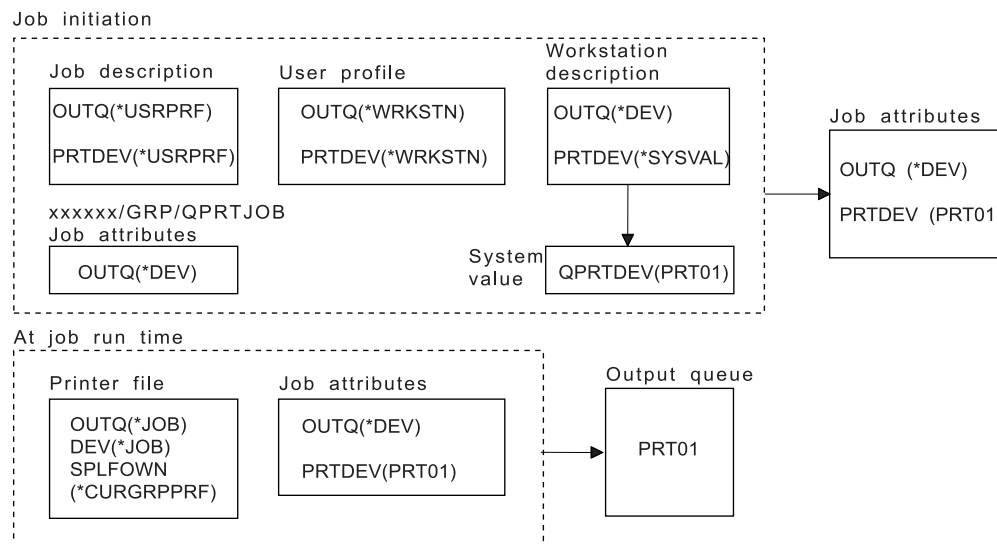 Job initiation
Job description
OUTQ(*USRPRF)
PRTDEV(*USRPRF)
User profile
OUTQ(*WRKSTN)
PRTDEV(*WRKSTN)
Workstation
description
OUTQ(*DEV)
PRTDEV(*SYSVAL)
Job attributes
OUTQ (*DEV)
PRTDEV (PRT01
xxxxxx/GRP/QPRTJOB
Job attributes
OUTQ(*DEV)
System
value
QPRTDEV(PRT01)
At job run time
Printer file
OUTQ(*JOB)
DEV(*JOB)
SPLFOWN
(*CURGRPPRF)
Job attributes
OUTQ(*DEV)
PRTDEV(PRT01)
Output queue
PRT01